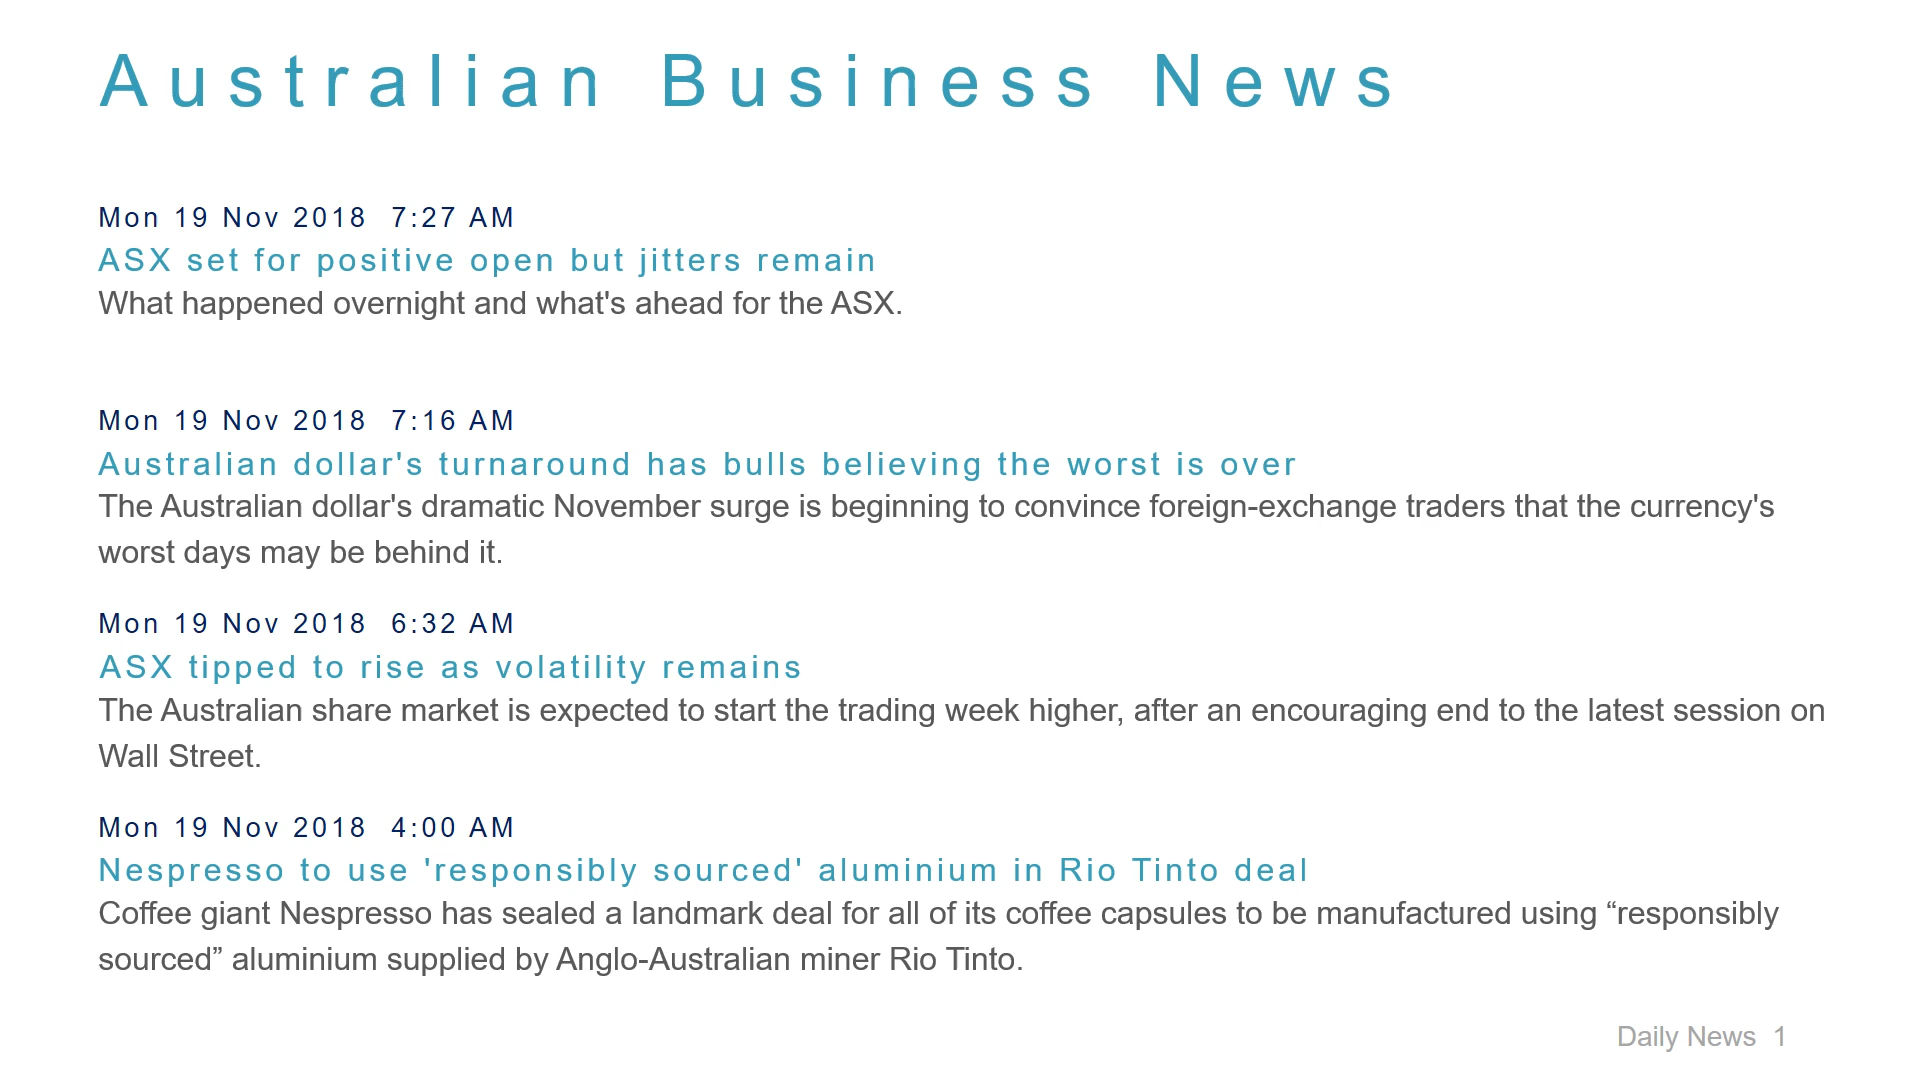 Australian Business News
Mon 19 Nov 2018 7:27 AM
ASX set for positive open but jitters remain
What happened overnight and what's ahead for the ASX.
Mon 19 Nov 2018 7:16 AM
Australian dollar's turnaround has bulls believing the worst is over
The Australian dollar's dramatic November surge is beginning to convince foreign-exchange traders that the currency's
worst days may be behind it.
Mon 19 Nov 2018 6:32 AM
ASX tipped to rise as volatility remains
The Australian share market is expected to start the trading week higher, after an encouraging end to the latest session on
Wall Street.
Mon 19 Nov 2018 4:00 AM
Nespresso to use 'responsibly sourced' aluminium in Rio Tinto deal
Coffee giant Nespresso has sealed a landmark deal for all of its coffee capsules to be manufactured using “responsibly
sourced” aluminium supplied by Anglo-Australian miner Rio Tinto.
Daily News 1